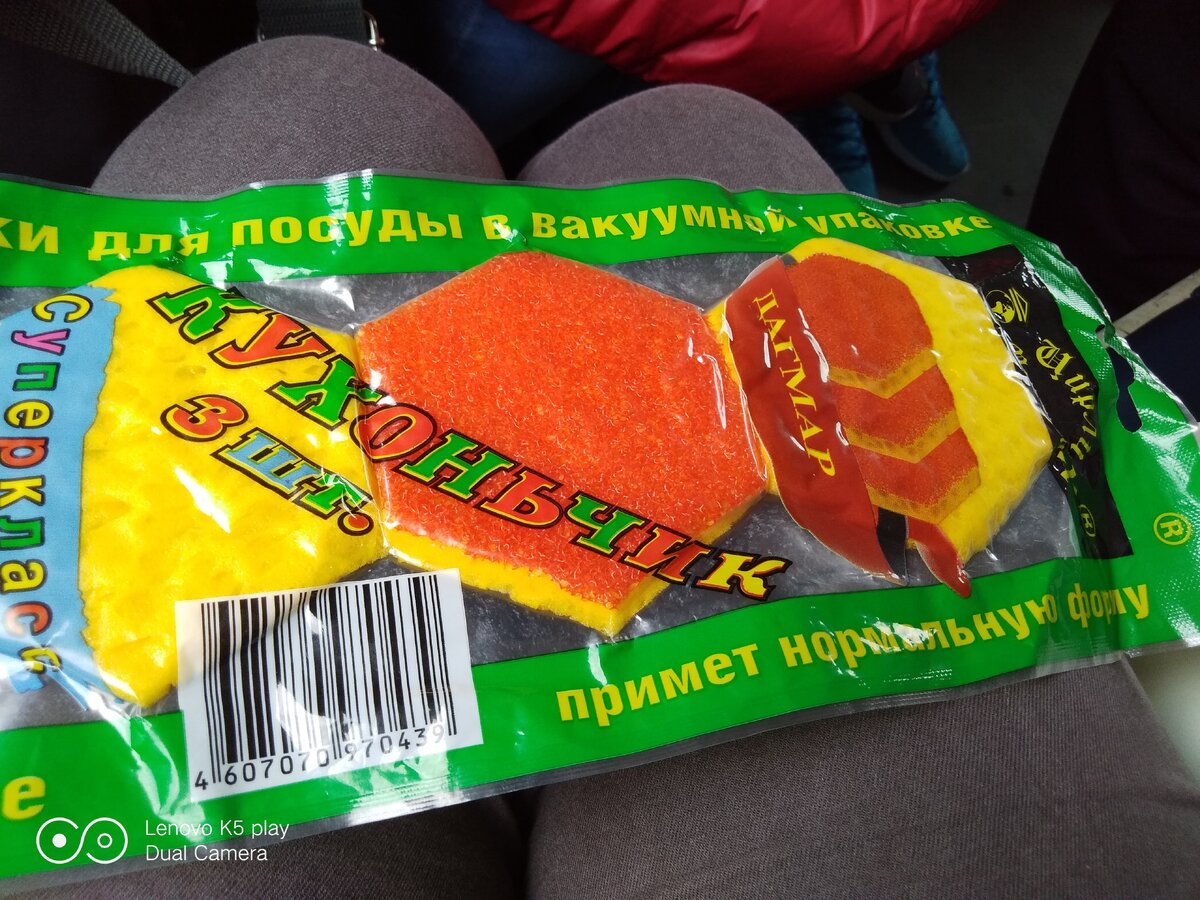 ки для посуды в вакуумной упаковке
Суперкласс
КУХОНЬЧИК
3 шт.
ДАГМАР
®
®
примет нормальную форму
4 607070 970439
е
Lenovo K5 play
Dual Camera